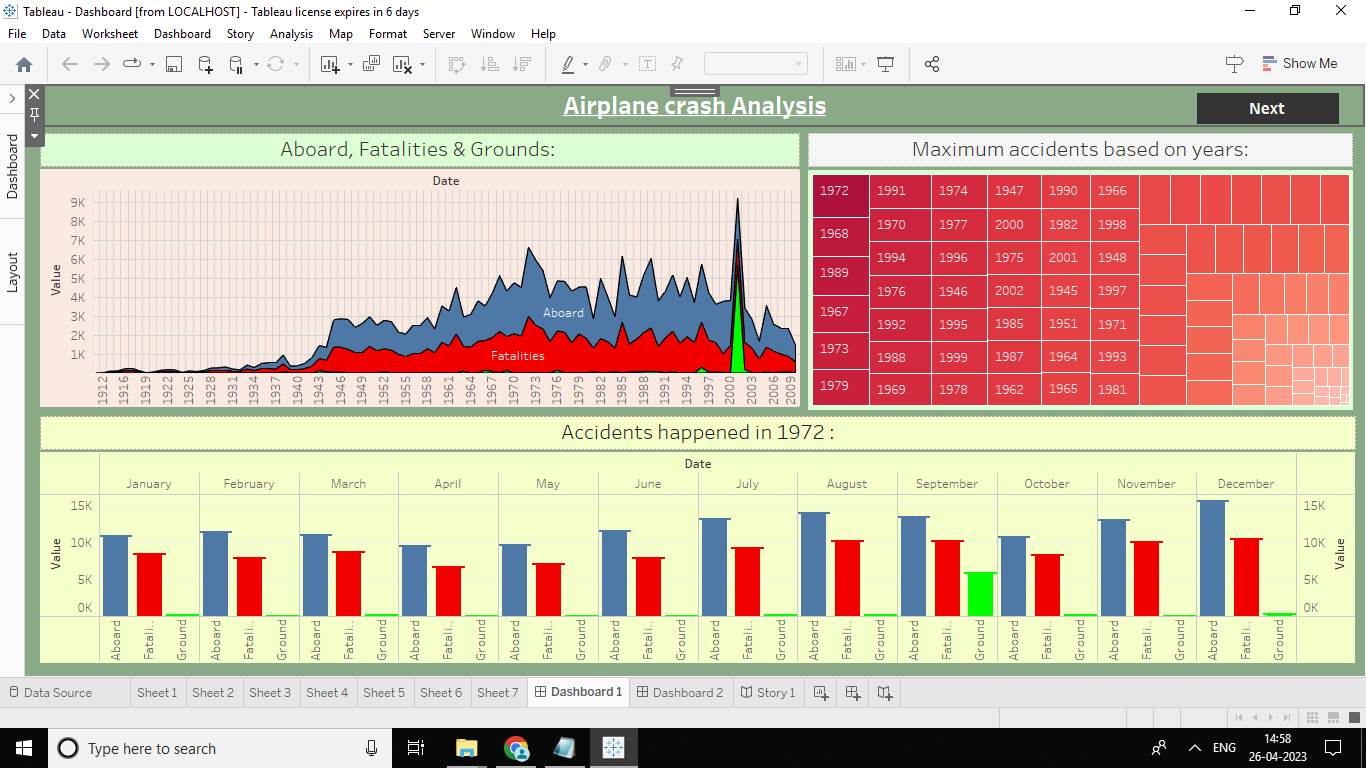 Tableau - Dashboard [from LOCALHOST] - Tableau license expires in 6 days
File Data Worksheet Dashboard Story Analysis Map Format Server Window Help
Show Me
Dashboard
Layout
Airplane crash Analysis
Next
Aboard, Fatalities & Grounds:
Date
Value
9K
8K
7K
6K
5K
4K
3K
2K
1K
Aboard
Fatalities
1912 1916 1919 1922 1925 1928 1931 1934 1937 1940 1943 1946 1949 1952 1955 1958 1961 1964 1967 1970 1973 1976 1979 1982 1985 1988 1991 1994 1997 2000 2003 2006 2009
Maximum accidents based on years:
1972
1968
1989
1967
1973
1979
1991 1974 1947 1990 1966
1970 1977 2000 1982 1998
1994 1996 1975 2001 1948
1976 1946 2002 1945 1997
1992 1995 1985 1951 1971
1988 1999 1987 1964 1993
1969 1978 1962 1965 1981
Accidents happened in 1972 :
Date
January February March April May June July August September October November December
Value
15K
10K
5K
0K
15K
10K
5K
0K
Value
Aboard Fatali.. Ground Aboard Fatali.. Ground Aboard Fatali.. Ground Aboard Fatali.. Ground Aboard Fatali.. Ground Aboard Fatali.. Ground Aboard Fatali.. Ground Aboard Fatali.. Ground Aboard Fatali.. Ground Aboard Fatali.. Ground Aboard Fatali.. Ground Aboard Fatali.. Ground
Data Source Sheet 1 Sheet 2 Sheet 3 Sheet 4 Sheet 5 Sheet 6 Sheet 7 Dashboard 1 Dashboard 2 Story 1
Type here to search
ENG
14:58
26-04-2023